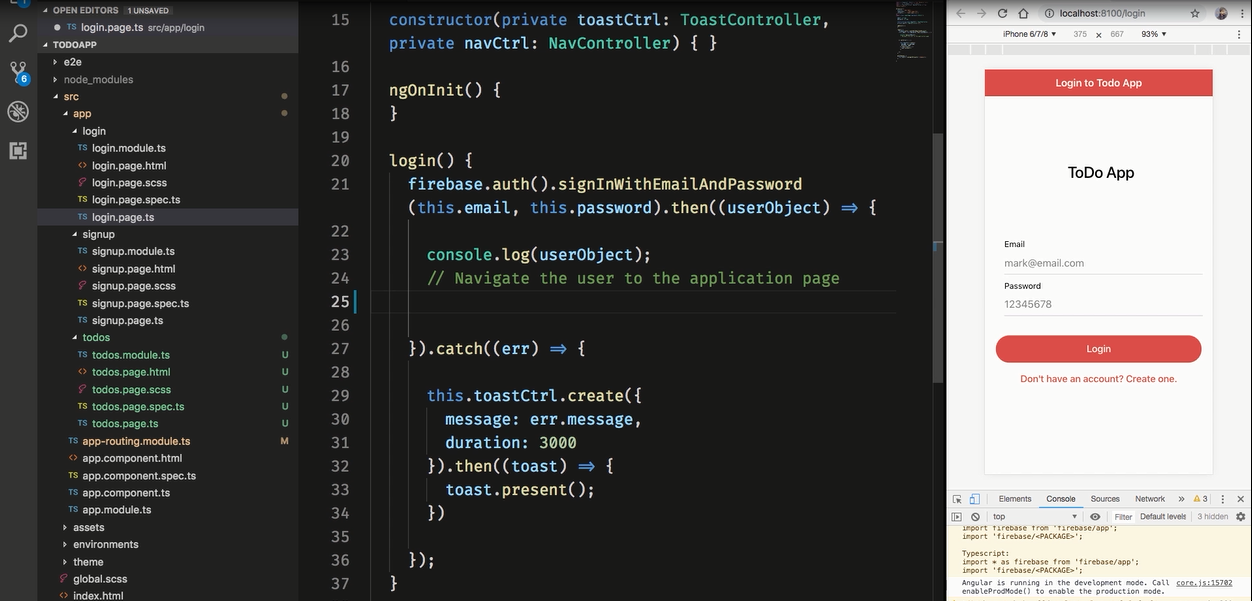 OPEN EDITORS 1 UNSAVED
TS login.page.ts src/app/login
TODOAPP
e2e
node_modules
src
app
login
TS login.module.ts
<> login.page.html
login.page.scss
TS login.page.spec.ts
TS login.page.ts
signup
TS signup.module.ts
<> signup.page.html
signup.page.scss
TS signup.page.spec.ts
TS signup.page.ts
todos
TS todos.module.ts U
<> todos.page.html U
todos.page.scss U
TS todos.page.spec.ts U
TS todos.page.ts U
TS app-routing.module.ts M
<> app.component.html
TS app.component.spec.ts
TS app.component.ts
TS app.module.ts
assets
environments
theme
global.scss
<> index.html
6
15 constructor(private toastCtrl: ToastController,
private navCtrl: NavController) { }
16
17 ngOnInit() {
18 }
19
20 login() {
21 firebase.auth().signInWithEmailAndPassword
(this.email, this.password).then((userObject) => {
22
23 console.log(userObject);
24 // Navigate the user to the application page
25
26
27 }).catch((err) => {
28
29 this.toastCtrl.create({
30 message: err.message,
31 duration: 3000
32 }).then((toast) => {
33 toast.present();
34 })
35
36 });
37 }
localhost:8100/login
iPhone 6/7/8 ▾ 375 × 667 93% ▾
Login to Todo App
ToDo App
Email
mark@email.com
Password
12345678
Login
Don't have an account? Create one.
Elements Console Sources Network » 3
top Filter Default levels 3 hidden
import firebase from 'firebase/app';
import 'firebase/<PACKAGE>';
Typescript:
import * as firebase from 'firebase/app';
import 'firebase/<PACKAGE>';
Angular is running in the development mode. Call core.js:15702
enableProdMode() to enable the production mode.